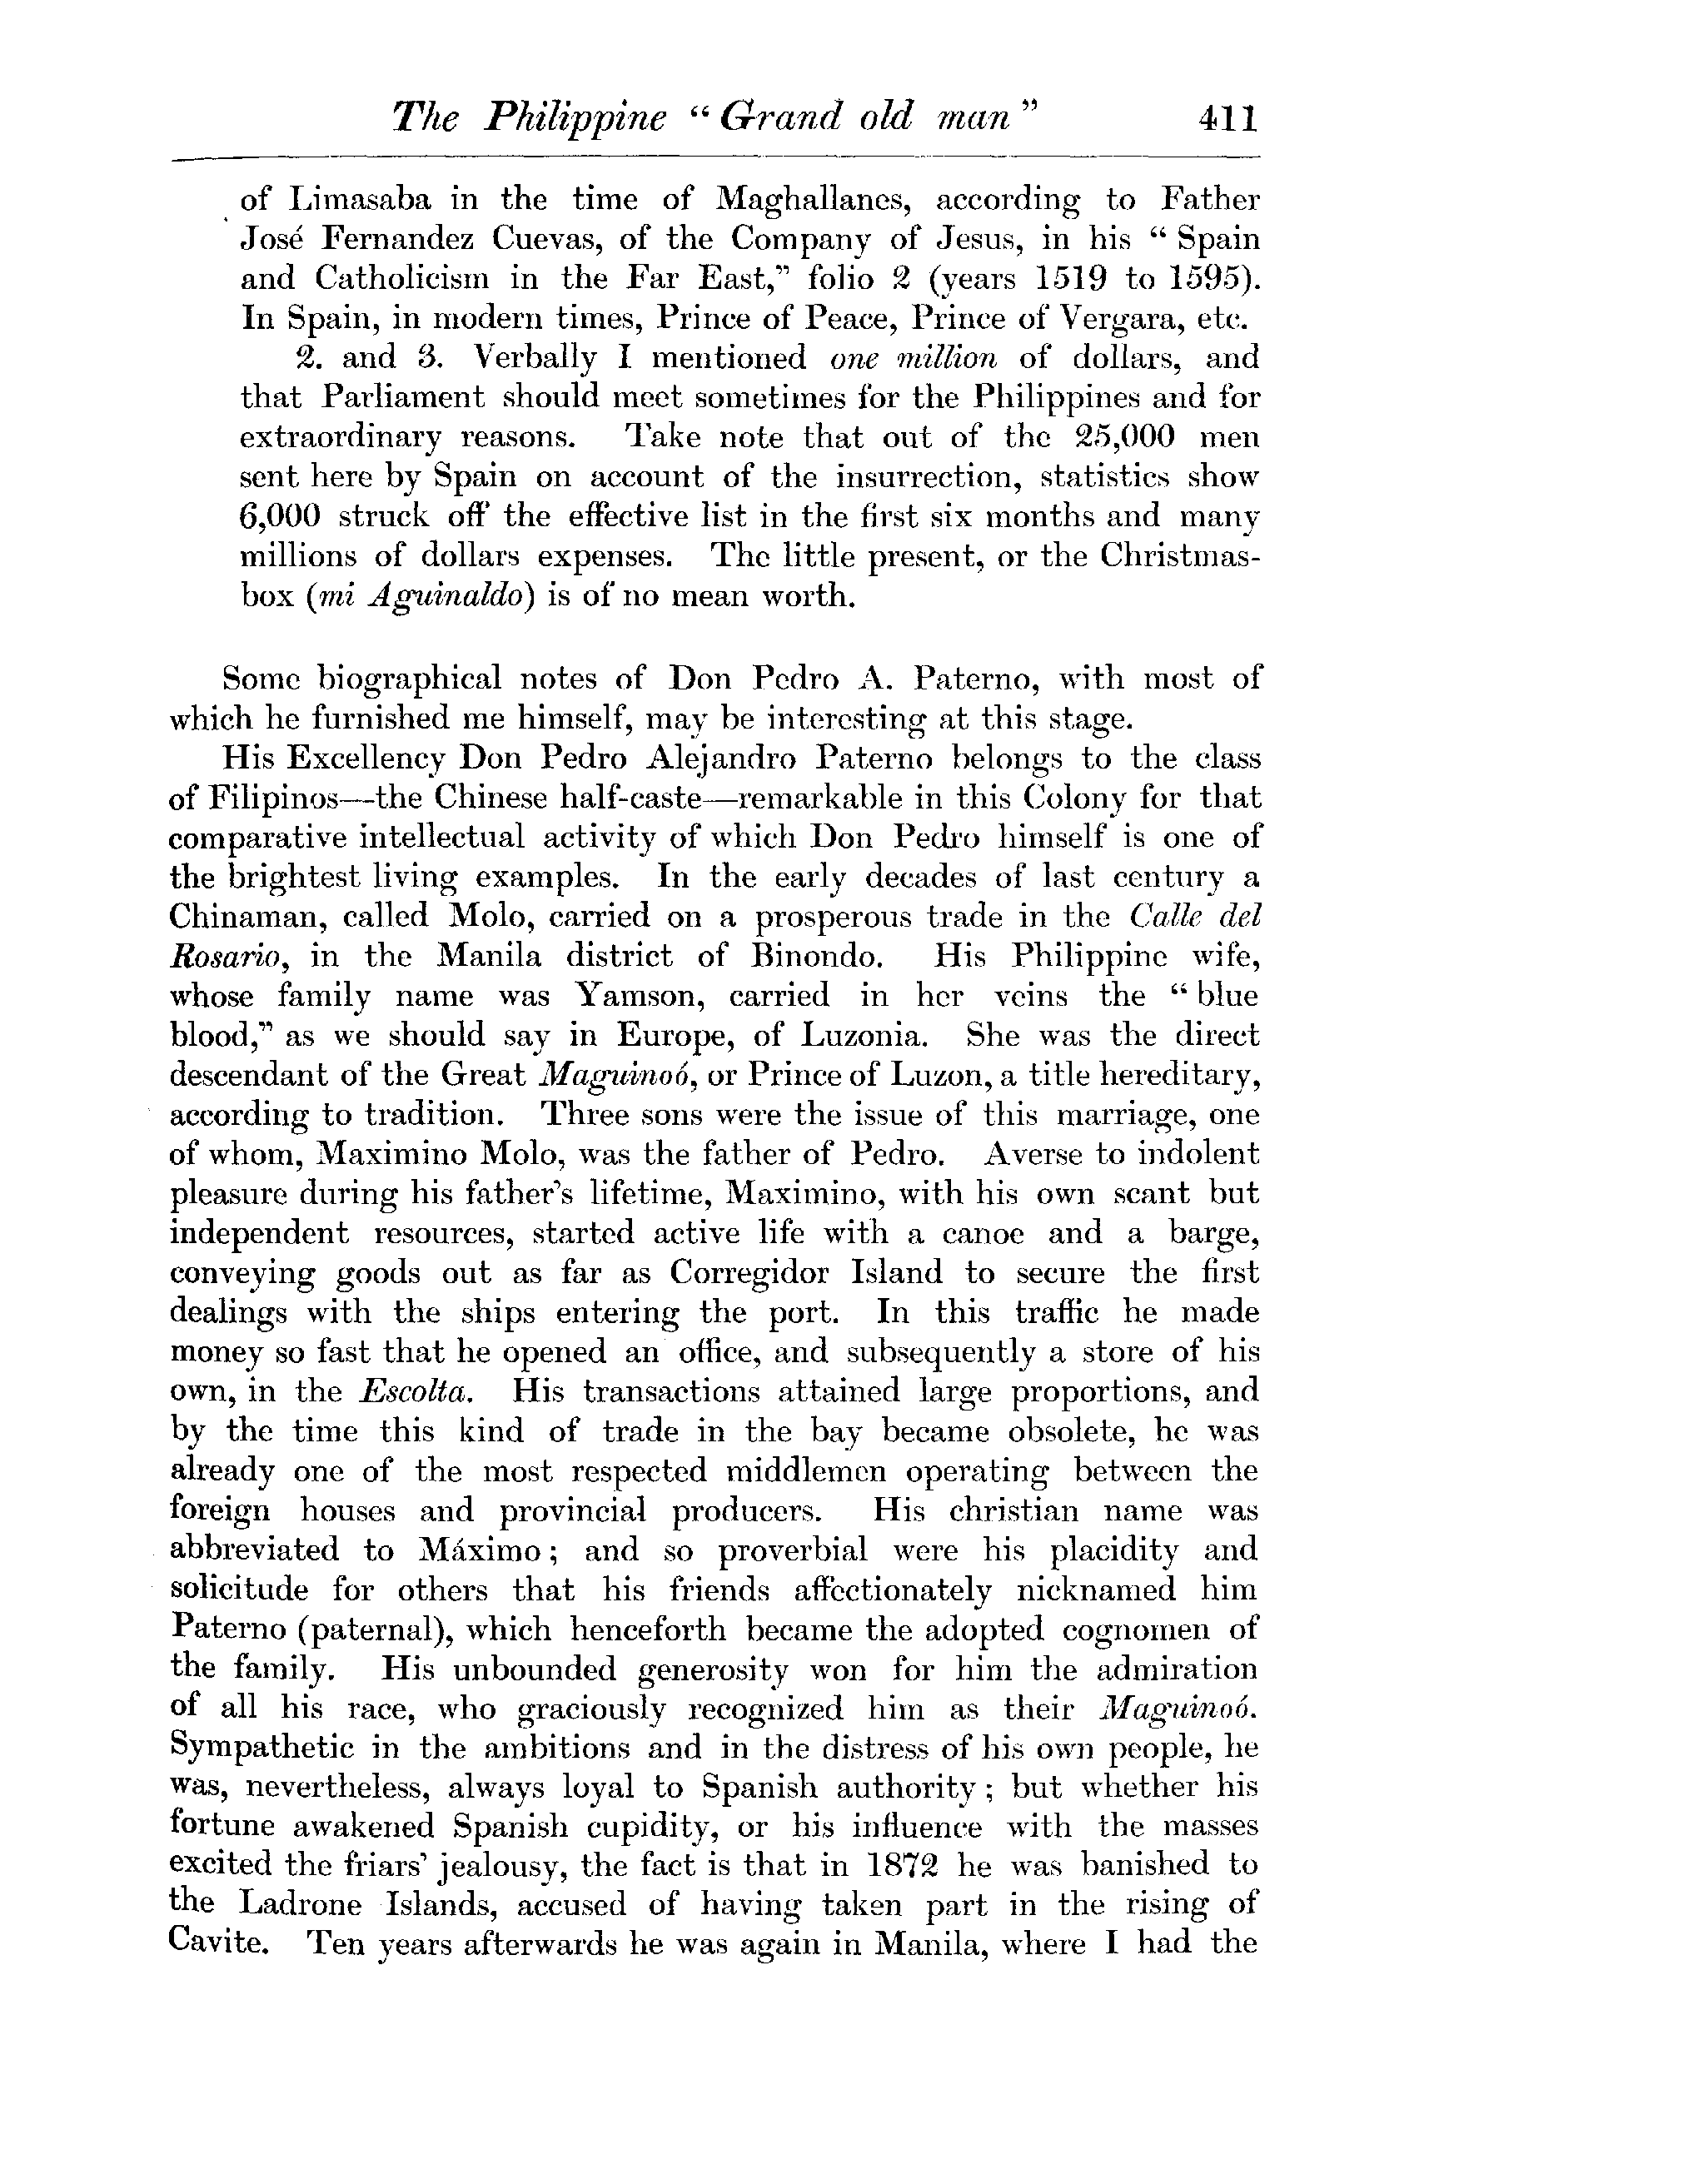 The Philippine “Grand old man” 411
of Limasaba in the time of Maghallanes, according to Father
José Fernandez Cuevas, of the Company of Jesus, in his “Spain
and Catholicism in the Far East,” folio 2 (years 1519 to 1595).
In Spain, in modern times, Prince of Peace, Prince of Vergara, etc.
2. and 3. Verbally I mentioned one million of dollars, and
that Parliament should meet sometimes for the Philippines and for
extraordinary reasons. Take note that out of the 25,000 men
sent here by Spain on account of the insurrection, statistics show
6,000 struck off the effective list in the first six months and many
millions of dollars expenses. The little present, or the Christmas-
box (mi Aguinaldo) is of no mean worth.
Some biographical notes of Don Pedro A. Paterno, with most of
which he furnished me himself, may be interesting at this stage.
His Excellency Don Pedro Alejandro Paterno belongs to the class
of Filipinos—the Chinese half-caste—remarkable in this Colony for that
comparative intellectual activity of which Don Pedro himself is one of
the brightest living examples. In the early decades of last century a
Chinaman, called Molo, carried on a prosperous trade in the Calle del
Rosario, in the Manila district of Binondo. His Philippine wife,
whose family name was Yamson, carried in her veins the “blue
blood,” as we should say in Europe, of Luzonia. She was the direct
descendant of the Great Maguinoó, or Prince of Luzon, a title hereditary,
according to tradition. Three sons were the issue of this marriage, one
of whom, Maximino Molo, was the father of Pedro. Averse to indolent
pleasure during his father’s lifetime, Maximino, with his own scant but
independent resources, started active life with a canoe and a barge,
conveying goods out as far as Corregidor Island to secure the first
dealings with the ships entering the port. In this traffic he made
money so fast that he opened an office, and subsequently a store of his
own, in the Escolta. His transactions attained large proportions, and
by the time this kind of trade in the bay became obsolete, he was
already one of the most respected middlemen operating between the
foreign houses and provincial producers. His christian name was
abbreviated to Máximo; and so proverbial were his placidity and
solicitude for others that his friends affectionately nicknamed him
Paterno (paternal), which henceforth became the adopted cognomen of
the family. His unbounded generosity won for him the admiration
of all his race, who graciously recognized him as their Maguinoó.
Sympathetic in the ambitions and in the distress of his own people, he
was, nevertheless, always loyal to Spanish authority; but whether his
fortune awakened Spanish cupidity, or his influence with the masses
excited the friars’ jealousy, the fact is that in 1872 he was banished to
the Ladrone Islands, accused of having taken part in the rising of
Cavite. Ten years afterwards he was again in Manila, where I had the